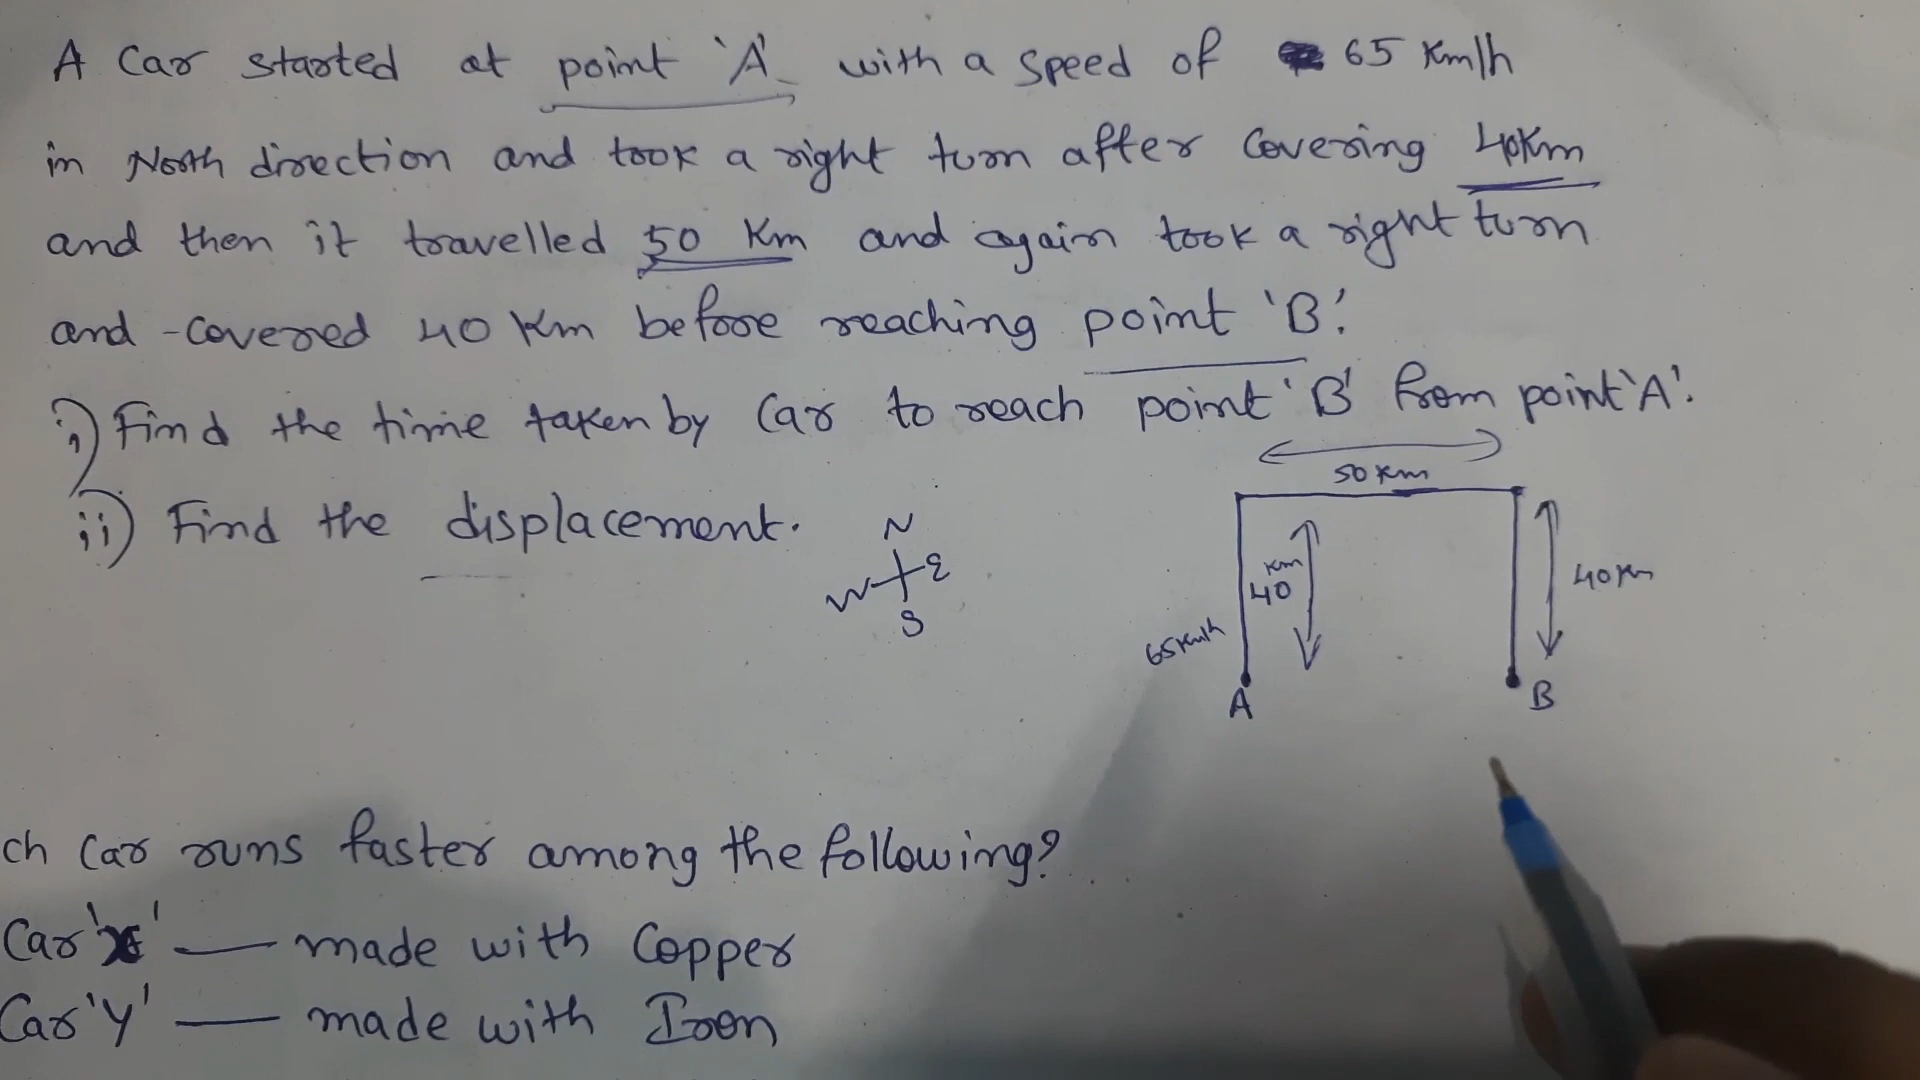 A Car started at point 'A' with a speed of 65 Km/h
in North direction and took a right turn after Covering 40Km
and then it travelled 50 Km and again took a right turn
and covered 40 Km before reaching point 'B'.
i) Find the time taken by Car to reach point 'B' from point 'A'.
ii) Find the displacement.
N
W E
S
50 Km
40 Km
65Km/h
40 Km
A
B
ch Car runs faster among the following?
Car 'X' — made with Copper
Car 'Y' — made with Iron